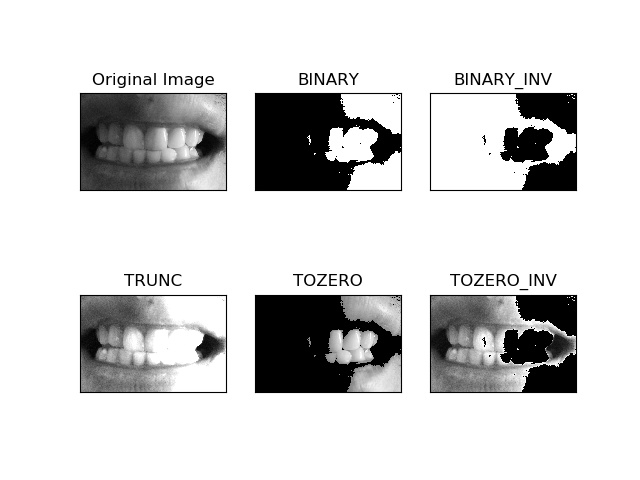 Original Image
BINARY
BINARY_INV
TRUNC
TOZERO
TOZERO_INV